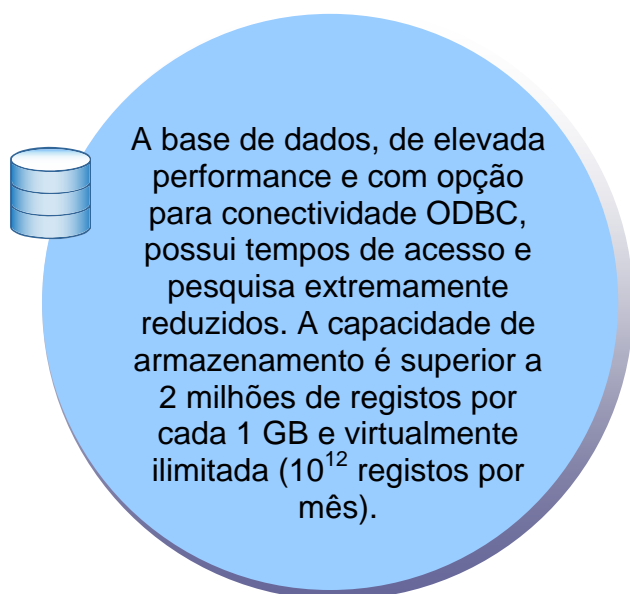 A base de dados, de elevada
performance e com opção
para conectividade ODBC,
possui tempos de acesso e
pesquisa extremamente
reduzidos. A capacidade de
armazenamento é superior a
2 milhões de registos por
cada 1 GB e virtualmente
ilimitada (10¹² registos por
mês).